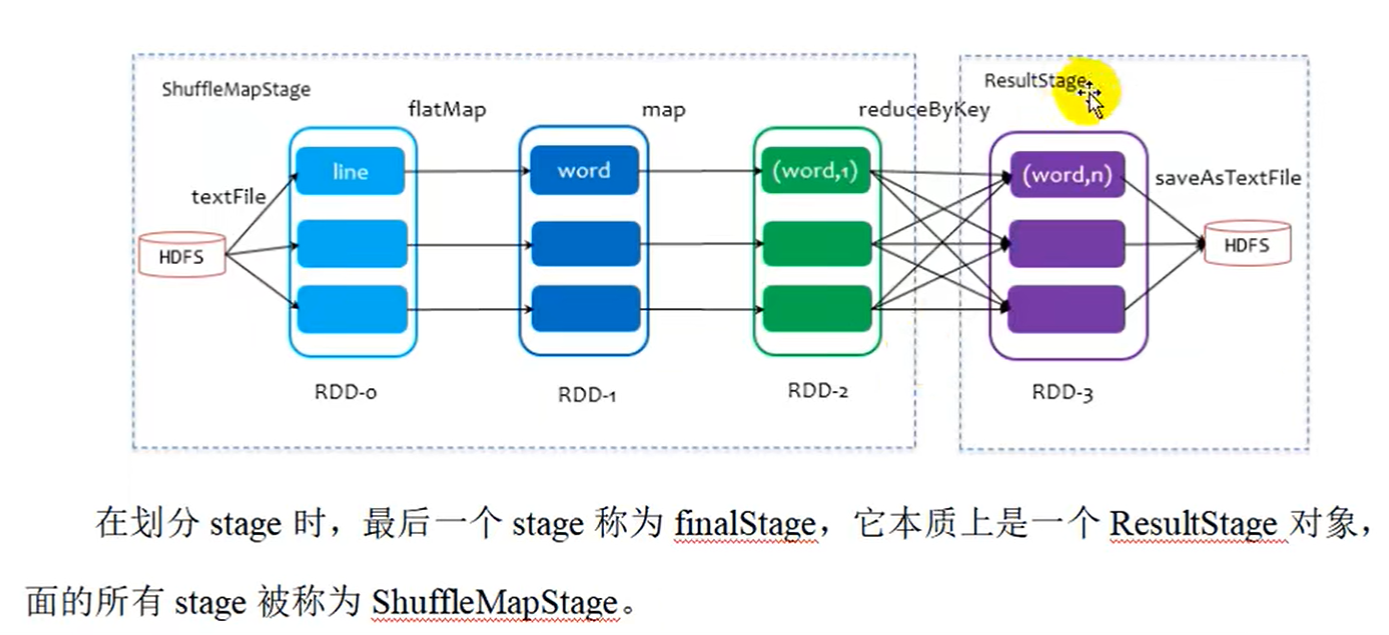 ShuffleMapStage
ResultStage
flatMap
map
reduceByKey
line
word
(word,1)
(word,n)
saveAsTextFile
textFile
HDFS
HDFS
RDD-0
RDD-1
RDD-2
RDD-3
在划分 stage 时，最后一个 stage 称为 finalStage，它本质上是一个 ResultStage 对象，
面的所有 stage 被称为 ShuffleMapStage。